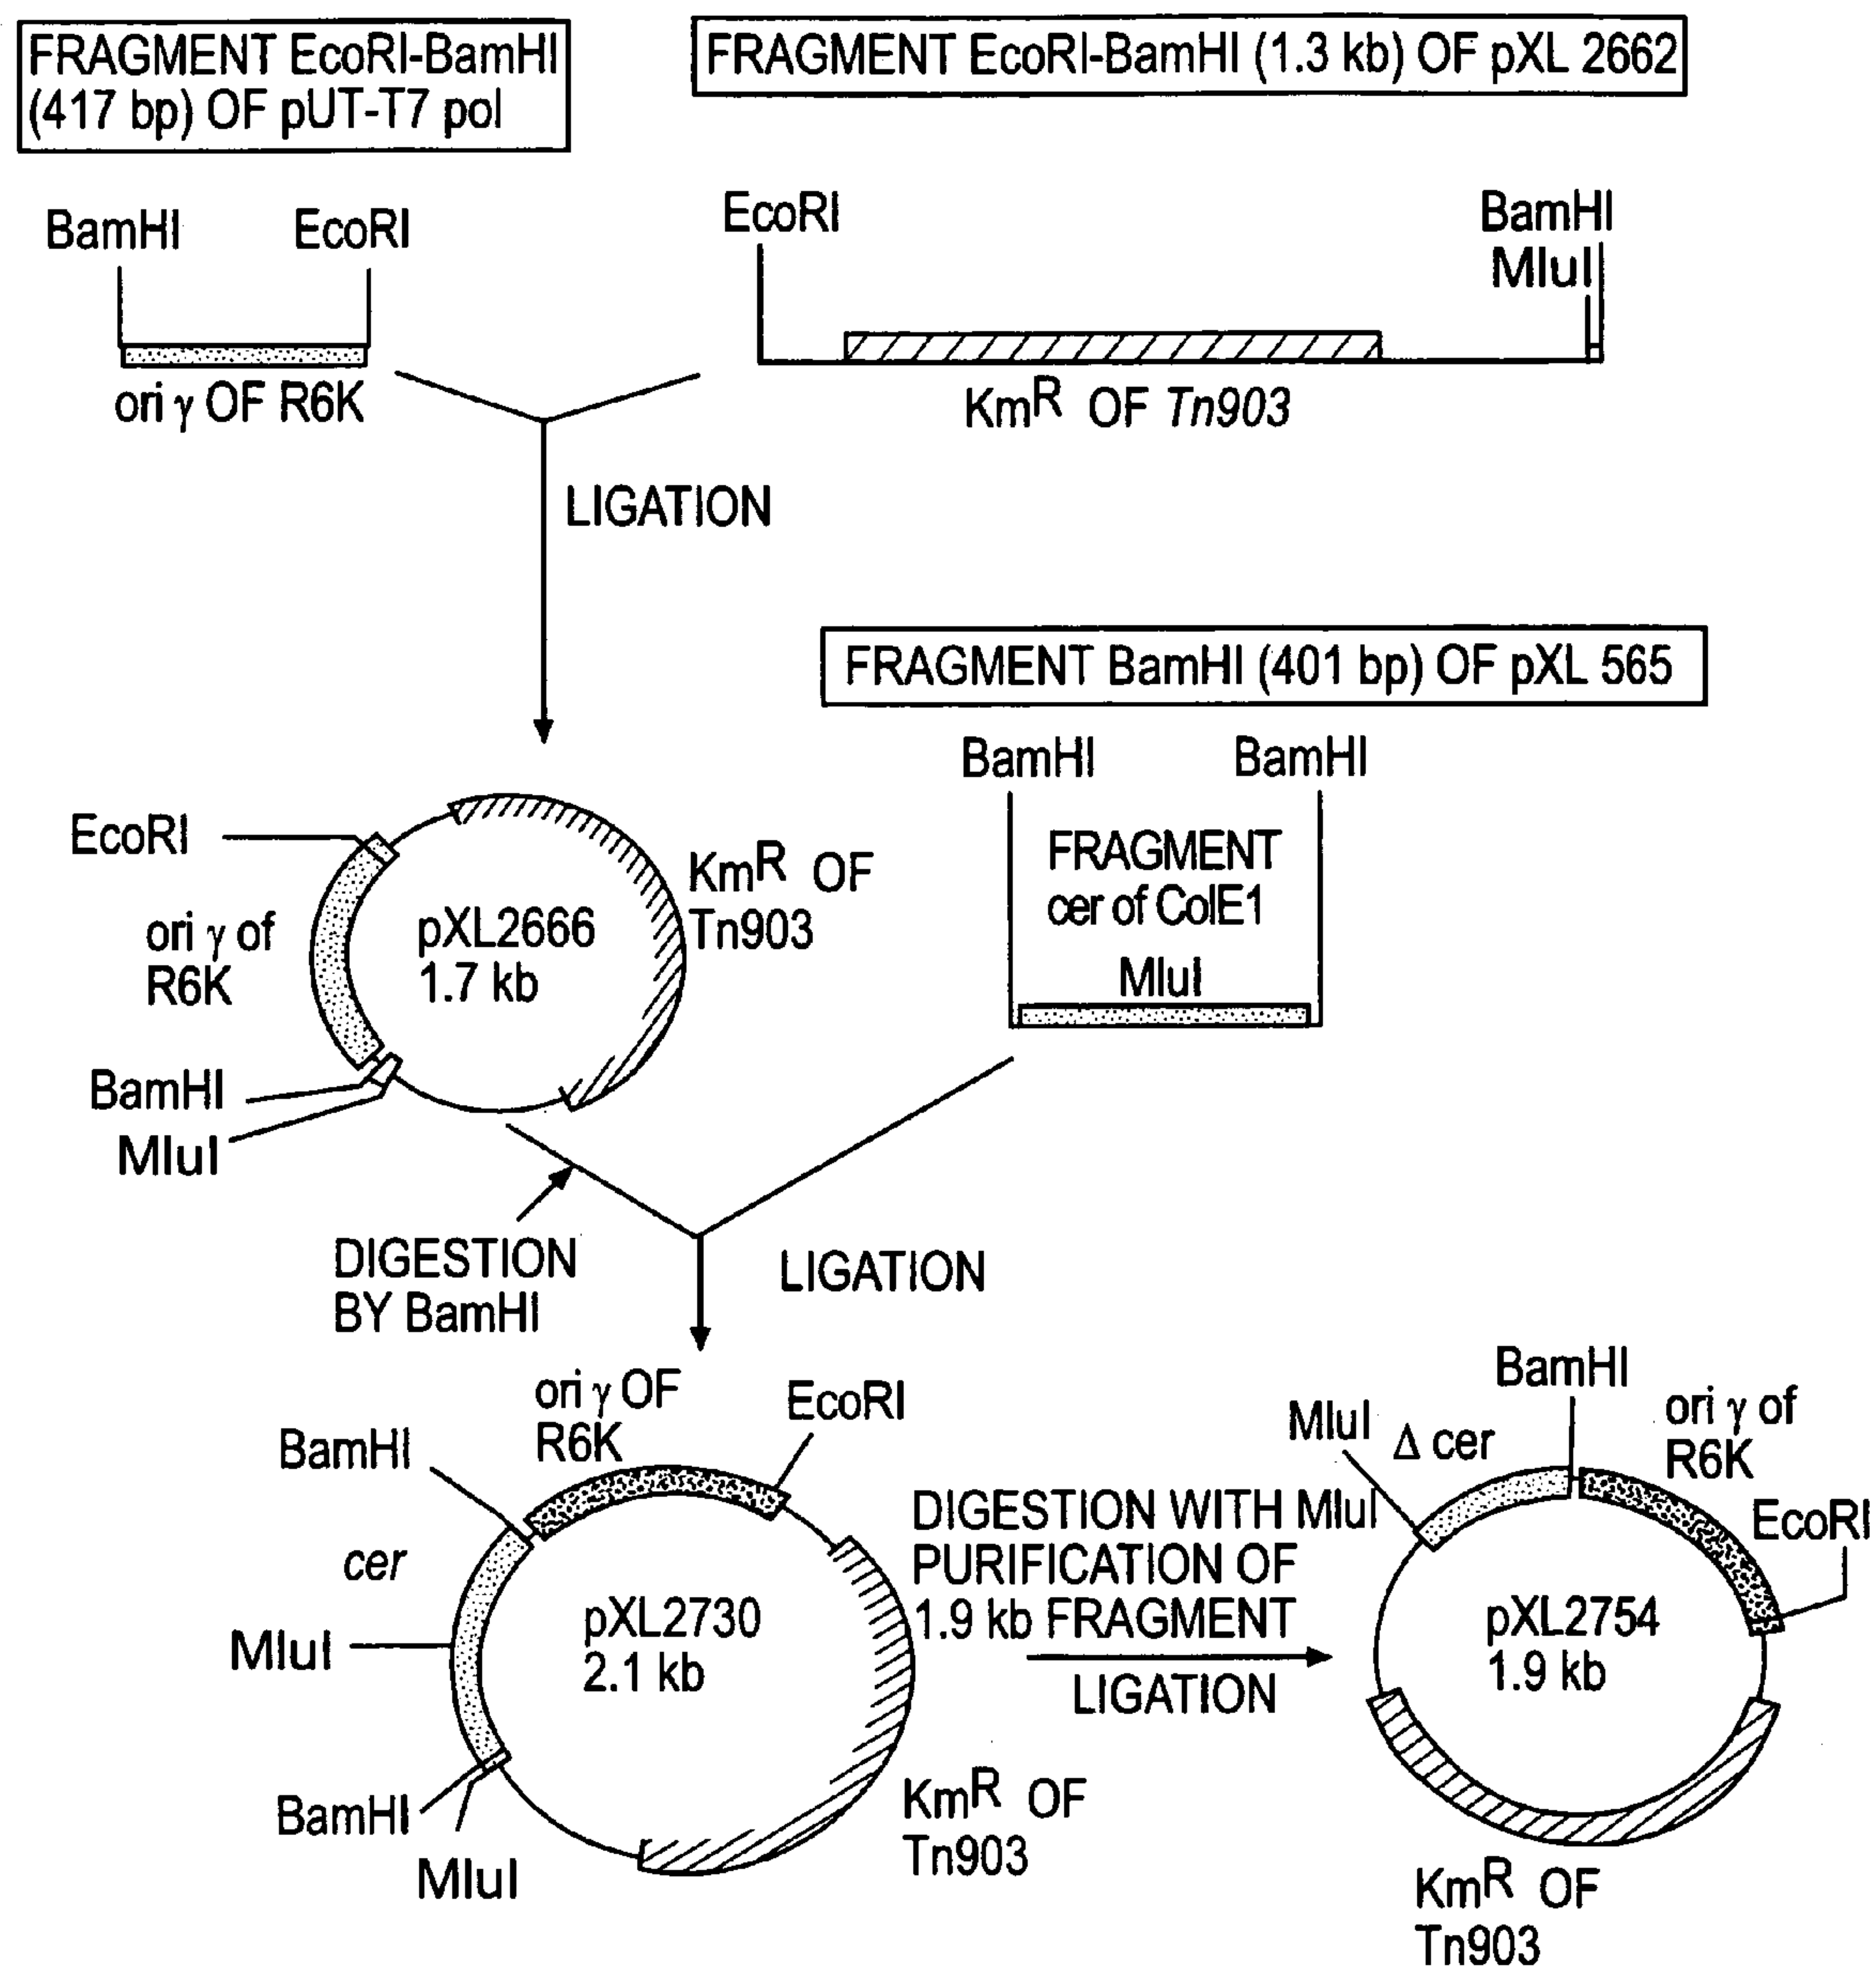 FRAGMENT EcoRI-BamHI
(417 bp) OF pUT-T7 pol
FRAGMENT EcoRI-BamHI (1.3 kb) OF pXL 2662
BamHI
EcoRI
ori γ OF R6K
EcoRI
BamHI
MluI
KmR OF Tn903
LIGATION
FRAGMENT BamHI (401 bp) OF pXL 565
BamHI
BamHI
FRAGMENT
cer of ColE1
MluI
EcoRI
ori γ of
R6K
pXL2666
1.7 kb
KmR OF
Tn903
BamHI
MluI
DIGESTION
BY BamHI
LIGATION
ori γ OF
R6K
EcoRI
BamHI
cer
MluI
pXL2730
2.1 kb
BamHI
MluI
KmR OF
Tn903
DIGESTION WITH MluI
PURIFICATION OF
1.9 kb FRAGMENT
LIGATION
BamHI
MluI
Δ cer
ori γ of
R6K
EcoRI
pXL2754
1.9 kb
KmR OF
Tn903